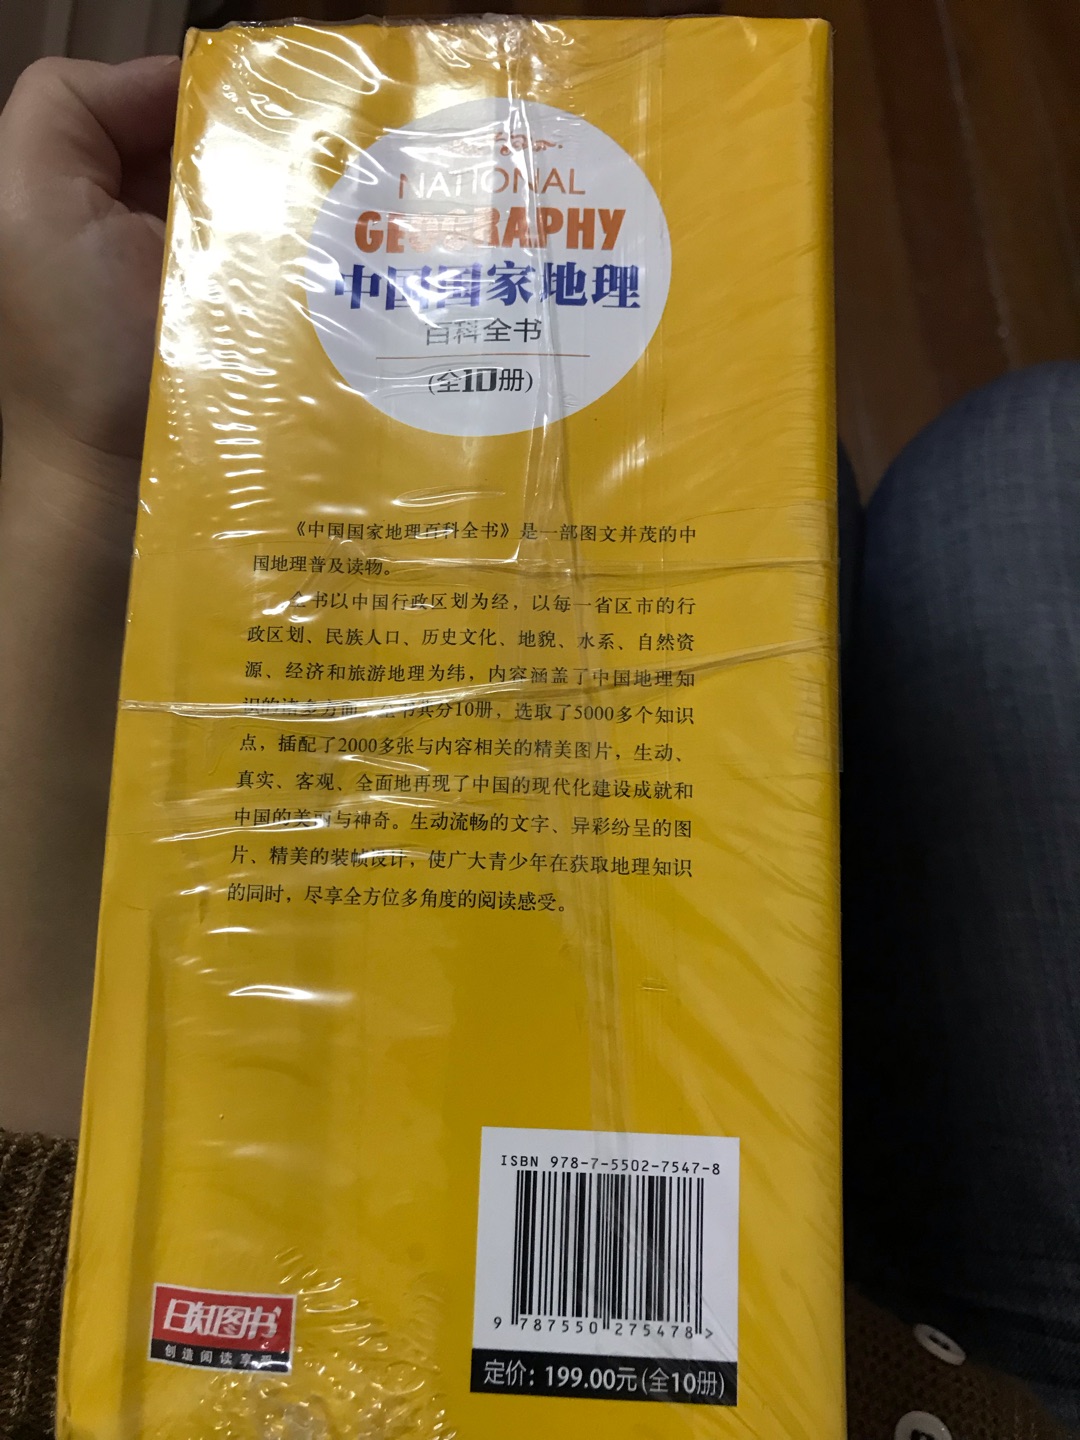 NATIONAL
GEOGRAPHY
中国国家地理
百科全书
(全10册)
《中国国家地理百科全书》是一部图文并茂的中
国地理普及读物。
全书以中国行政区划为经，以每一省区市的行
政区划、民族人口、历史文化、地貌、水系、自然资
源、经济和旅游地理为纬，内容涵盖了中国地理知
识的诸多方面。全书共分10册，选取了5000多个知识
点，插配了2000多张与内容相关的精美图片，生动、
真实、客观、全面地再现了中国的现代化建设成就和
中国的美丽与神奇。生动流畅的文字、异彩纷呈的图
片、精美的装帧设计，使广大青少年在获取地理知识
的同时，尽享全方位多角度的阅读感受。
ISBN 978-7-5502-7547-8
9 787550 275478 >
定价：199.00元(全10册)
日知图书
创造阅读享